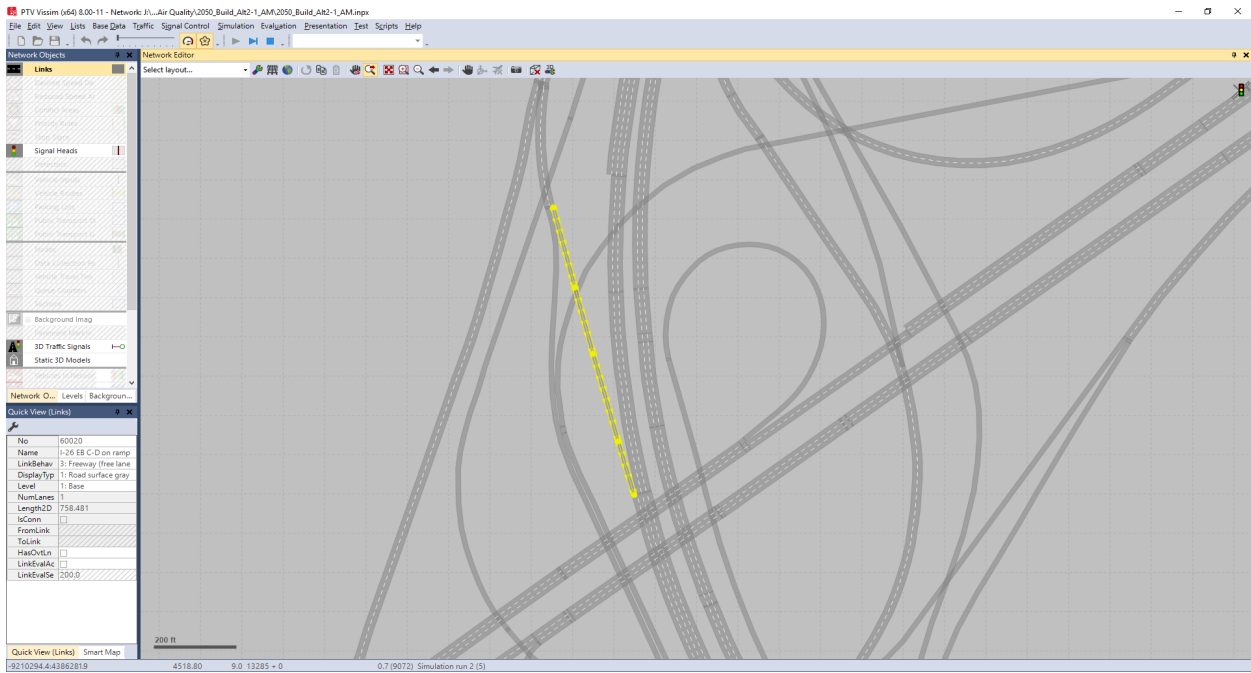 PTV Vissim (x64) 8.00-11 - Network: J:\...Air Quality\2050_Build_Alt2-1_AM\2050_Build_Alt2-1_AM.inpx
File Edit View Lists Base Data Traffic Signal Control Simulation Evaluation Presentation Test Scripts Help
Network Objects
Network Editor
Links
Select layout...
Signal Heads
Background Imag
3D Traffic Signals
Static 3D Models
Network O... Levels Backgroun...
Quick View (Links)
No 60020
Name I-26 EB C-D on ramp
LinkBehav 3: Freeway (free lane
DisplayTyp 1: Road surface gray
Level 1: Base
NumLanes 1
Length2D 758.481
IsConn
FromLink
ToLink
HasOvtLn
LinkEvalAc
LinkEvalSe 200.0
200 ft
Quick View (Links) Smart Map
-9210294.4:4386281.9 4518.80 9.0 13285 + 0 0.7 (9072) Simulation run 2 (5)